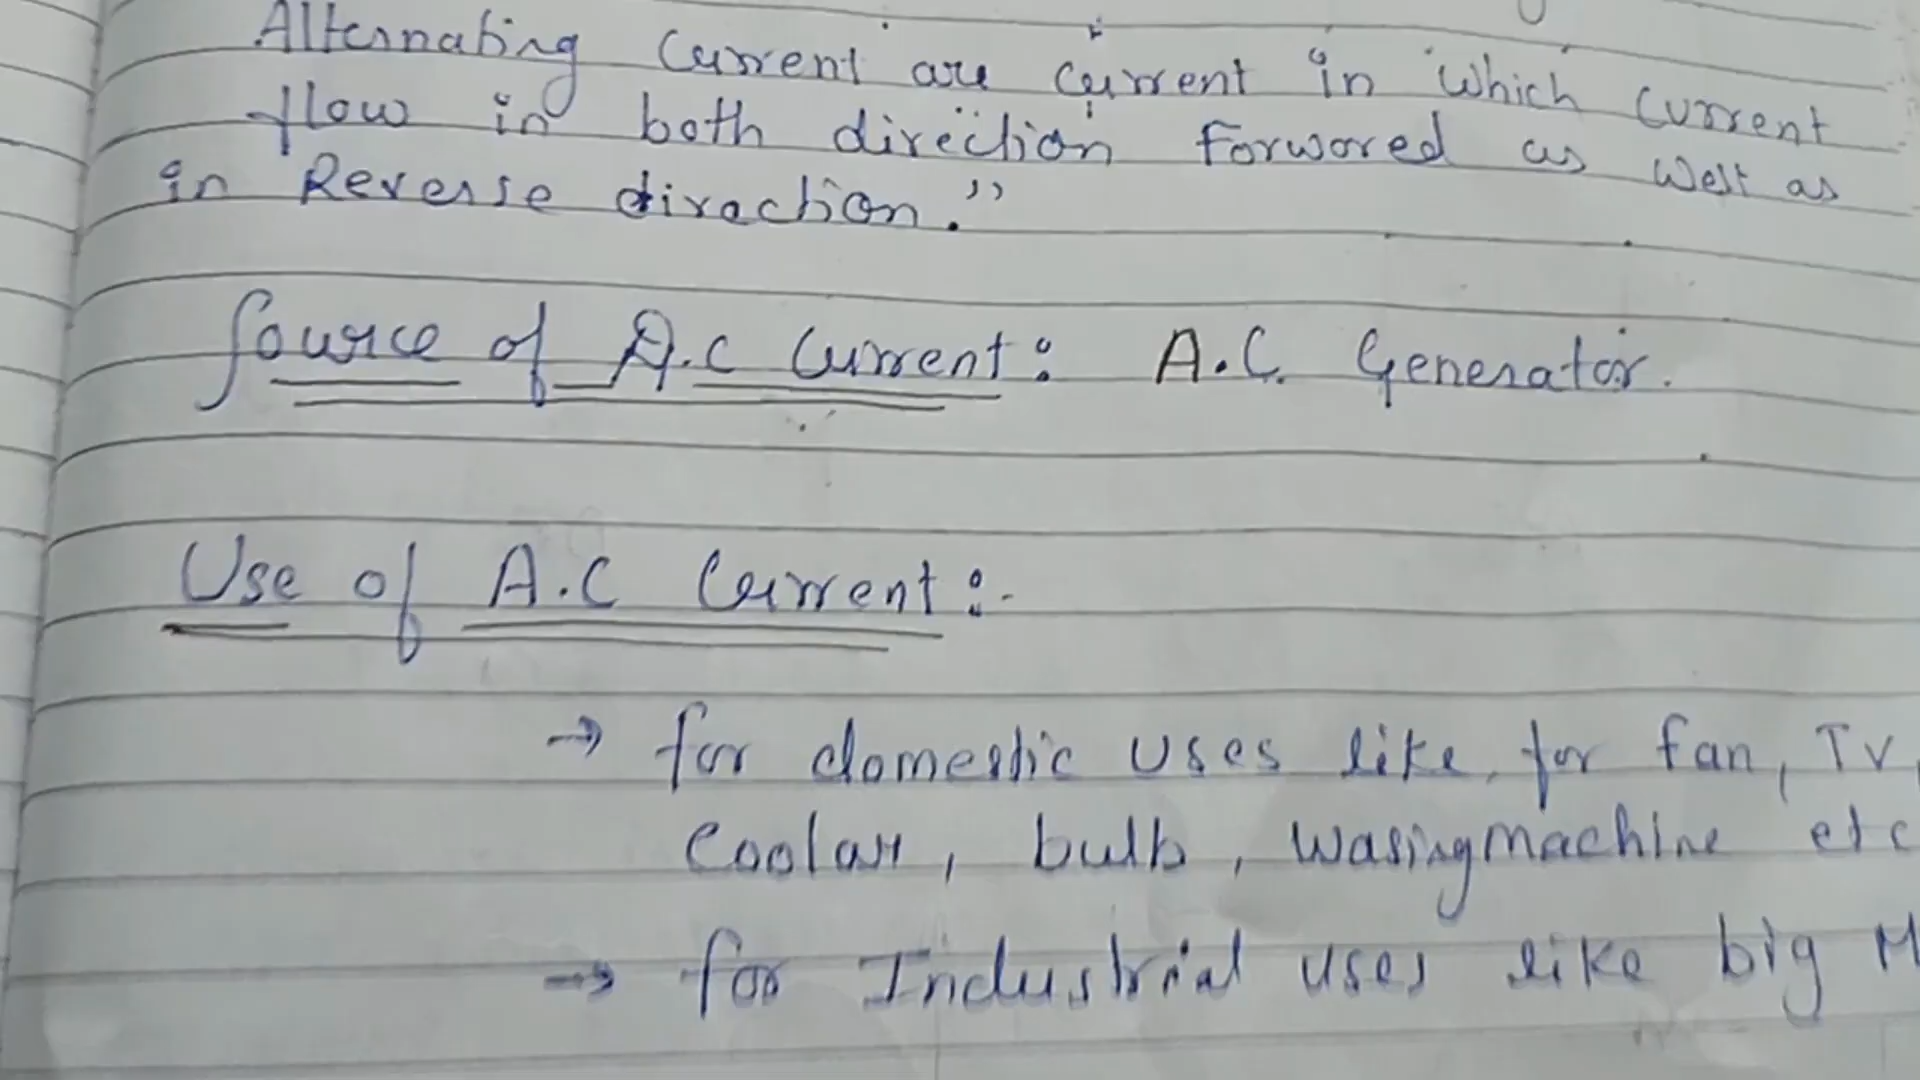 Alternating Current are current in which current
flow in both direction forwored as well as
in Reverse diraction.”
Source of A.C Current: A.C. Generator.
Use of A.C Current:-
→ for domestic uses like, for fan, TV,
Coolar, bulb, wasingmachine etc
→ for Industrial uses like big M